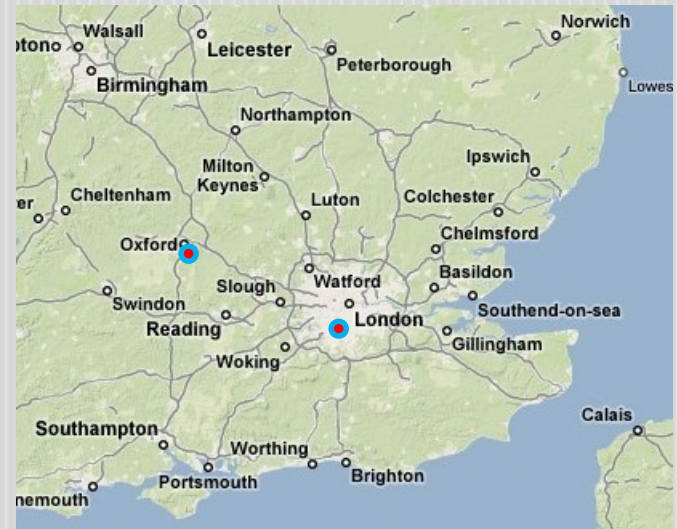 Norwich
Walsall
ptono
Leicester
Peterborough
Lowes
Birmingham
Northampton
Ipswich
Milton
Keynes
er
Cheltenham
Luton
Colchester
Chelmsford
Oxford
Basildon
Watford
Slough
Swindon
Southend-on-sea
London
Reading
Gillingham
Woking
Calais
Southampton
Worthing
Brighton
Portsmouth
nemouth